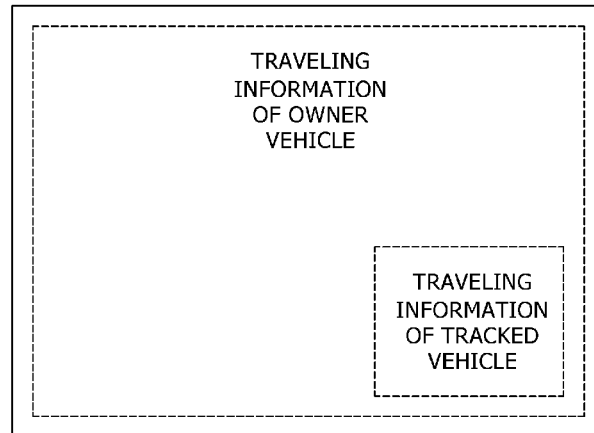 TRAVELING
INFORMATION
OF OWNER
VEHICLE
TRAVELING
INFORMATION
OF TRACKED
VEHICLE